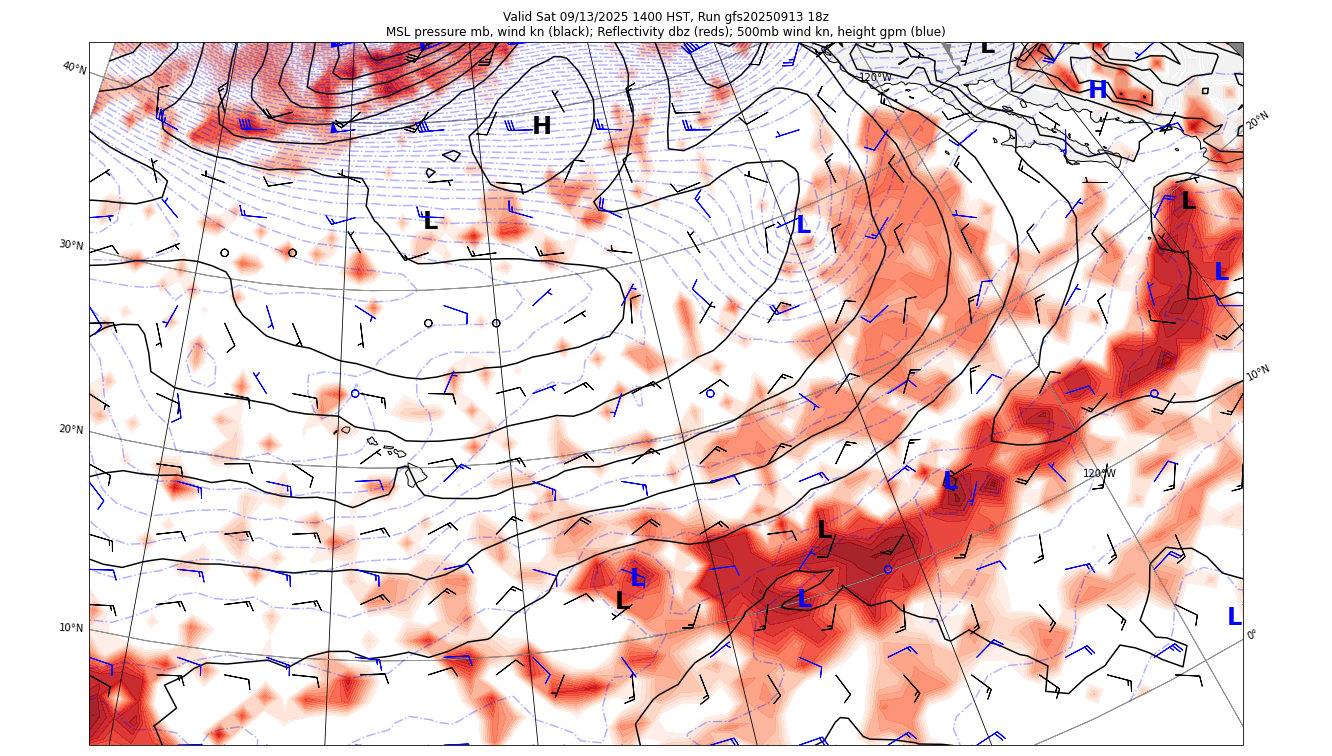 Valid Sat 09/13/2025 1400 HST, Run gfs20250913 18z
MSL pressure mb, wind kn (black); Reflectivity dbz (reds); 500mb wind kn, height gpm (blue)
L
40°N
120°W
H
H
20°N
L
L
L
30°N
L
10°N
20°N
120°W
L
L
L
L
L
L
10°N
0°